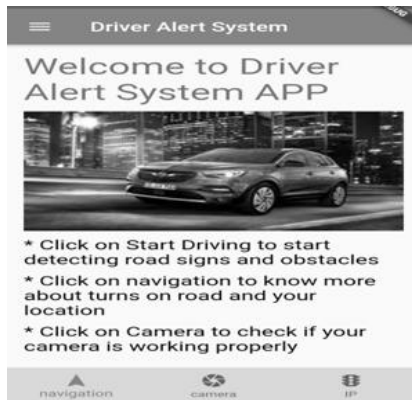 Driver Alert System
Welcome to Driver
Alert System APP
* Click on Start Driving to start
detecting road signs and obstacles
* Click on navigation to know more
about turns on road and your
location
* Click on Camera to check if your
camera is working properly
navigation
camera
IP